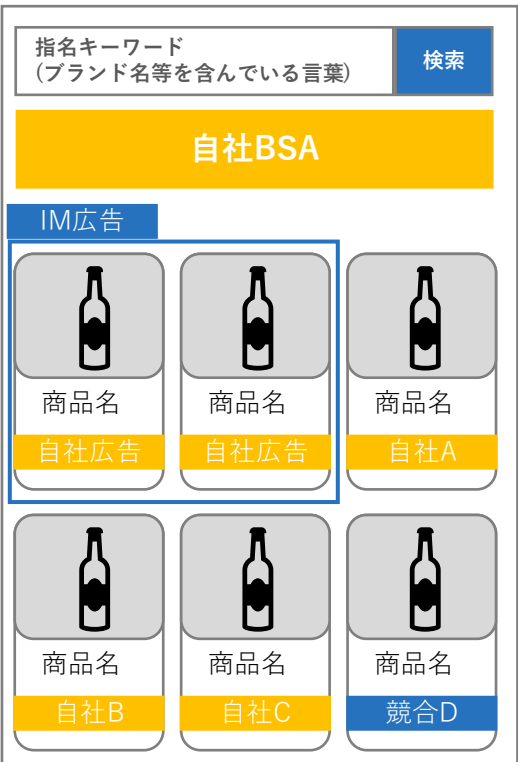 指名キーワード
(ブランド名等を含んでいる言葉)
検索
自社BSA
IM広告
商品名
商品名
商品名
自社広告
自社広告
自社A
商品名
商品名
商品名
自社B
自社C
競合D